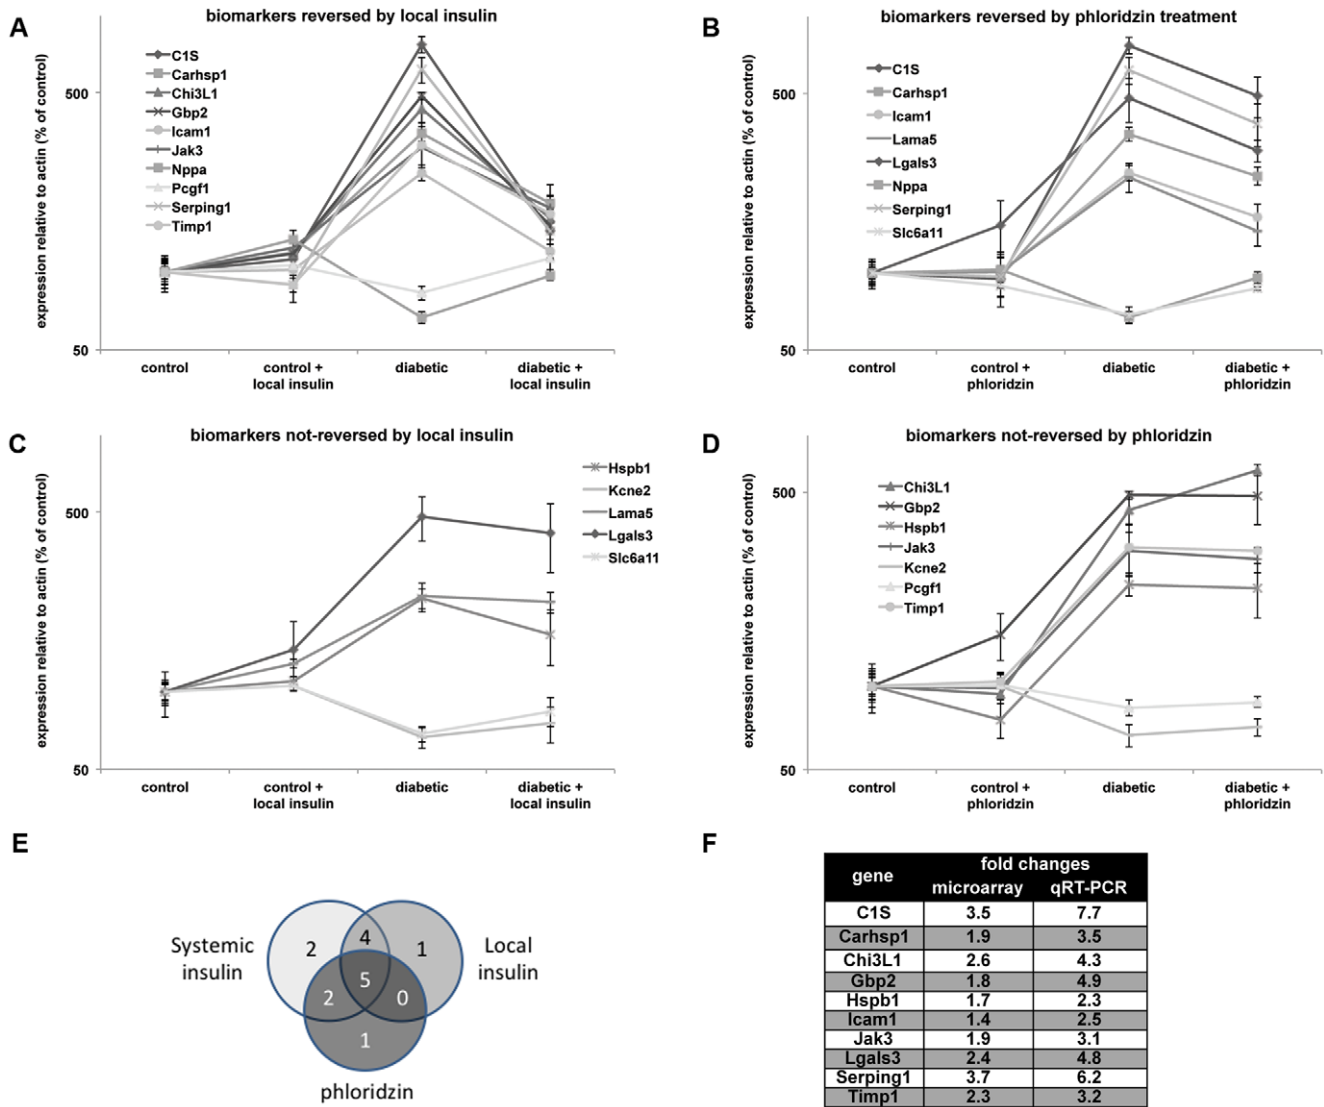 A
biomarkers reversed by local insulin
expression relative to actin (% of control)
500
50
C1S
Carhsp1
Chi3L1
Gbp2
Icam1
Jak3
Nppa
Pcgf1
Serping1
Timp1
control
control +
local insulin
diabetic
diabetic +
local insulin
B
biomarkers reversed by phloridzin treatment
expression relative to actin (% of control)
500
50
C1S
Carhsp1
Icam1
Lama5
Lgals3
Nppa
Serping1
Slc6a11
control
control +
phloridzin
diabetic
diabetic +
phloridzin
C
biomarkers not-reversed by local insulin
expression relative to actin (% of control)
500
50
Hspb1
Kcne2
Lama5
Lgals3
Slc6a11
control
control +
local insulin
diabetic
diabetic +
local insulin
D
biomarkers not-reversed by phloridzin
expression relative to actin (% of control)
500
50
Chi3L1
Gbp2
Hspb1
Jak3
Kcne2
Pcgf1
Timp1
control
control +
phloridzin
diabetic
diabetic +
phloridzin
E
Systemic
insulin
2
4
1
Local
insulin
5
2
0
1
phloridzin
F
gene fold changes
microarray qRT-PCR
C1S 3.5 7.7
Carhsp1 1.9 3.5
Chi3L1 2.6 4.3
Gbp2 1.8 4.9
Hspb1 1.7 2.3
Icam1 1.4 2.5
Jak3 1.9 3.1
Lgals3 2.4 4.8
Serping1 3.7 6.2
Timp1 2.3 3.2